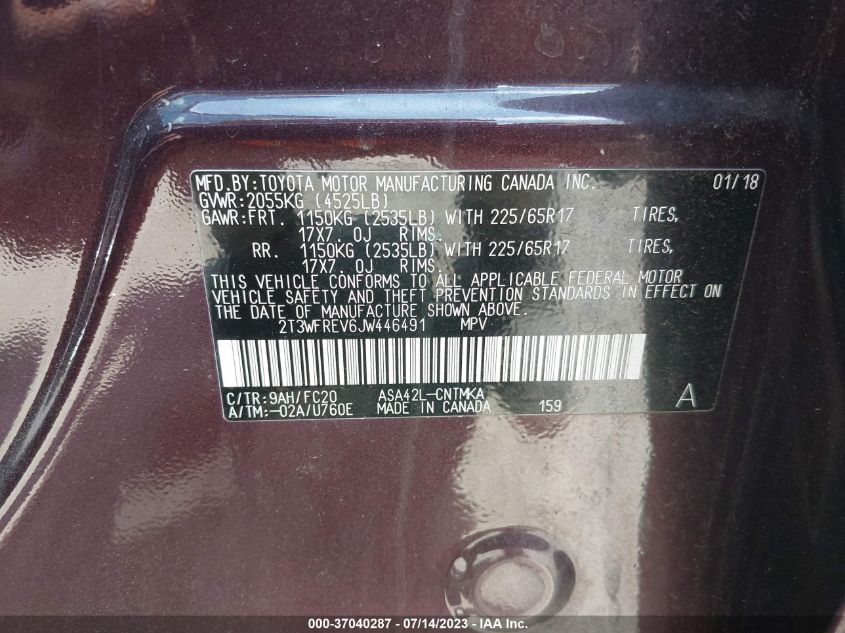 MFD.BY:TOYOTA MOTOR MANUFACTURING CANADA INC. 01/18
GVWR:2055KG (4525LB)
GAWR:FRT. 1150KG (2535LB) WITH 225/65R17 TIRES,
17X7.0J RIMS.
RR. 1150KG (2535LB) WITH 225/65R17 TIRES,
17X7.0J RIMS.
THIS VEHICLE CONFORMS TO ALL APPLICABLE FEDERAL MOTOR
VEHICLE SAFETY AND THEFT PREVENTION STANDARDS IN EFFECT ON
THE DATE OF MANUFACTURE SHOWN ABOVE.
2T3WFREV6JW446491 MPV
C/TR:9AH/FC20 ASA42L-CNTMKA
A/TM:-02A/U760E MADE IN CANADA 159 A
000-37040287 / 07/14/2023 / IAA Inc.